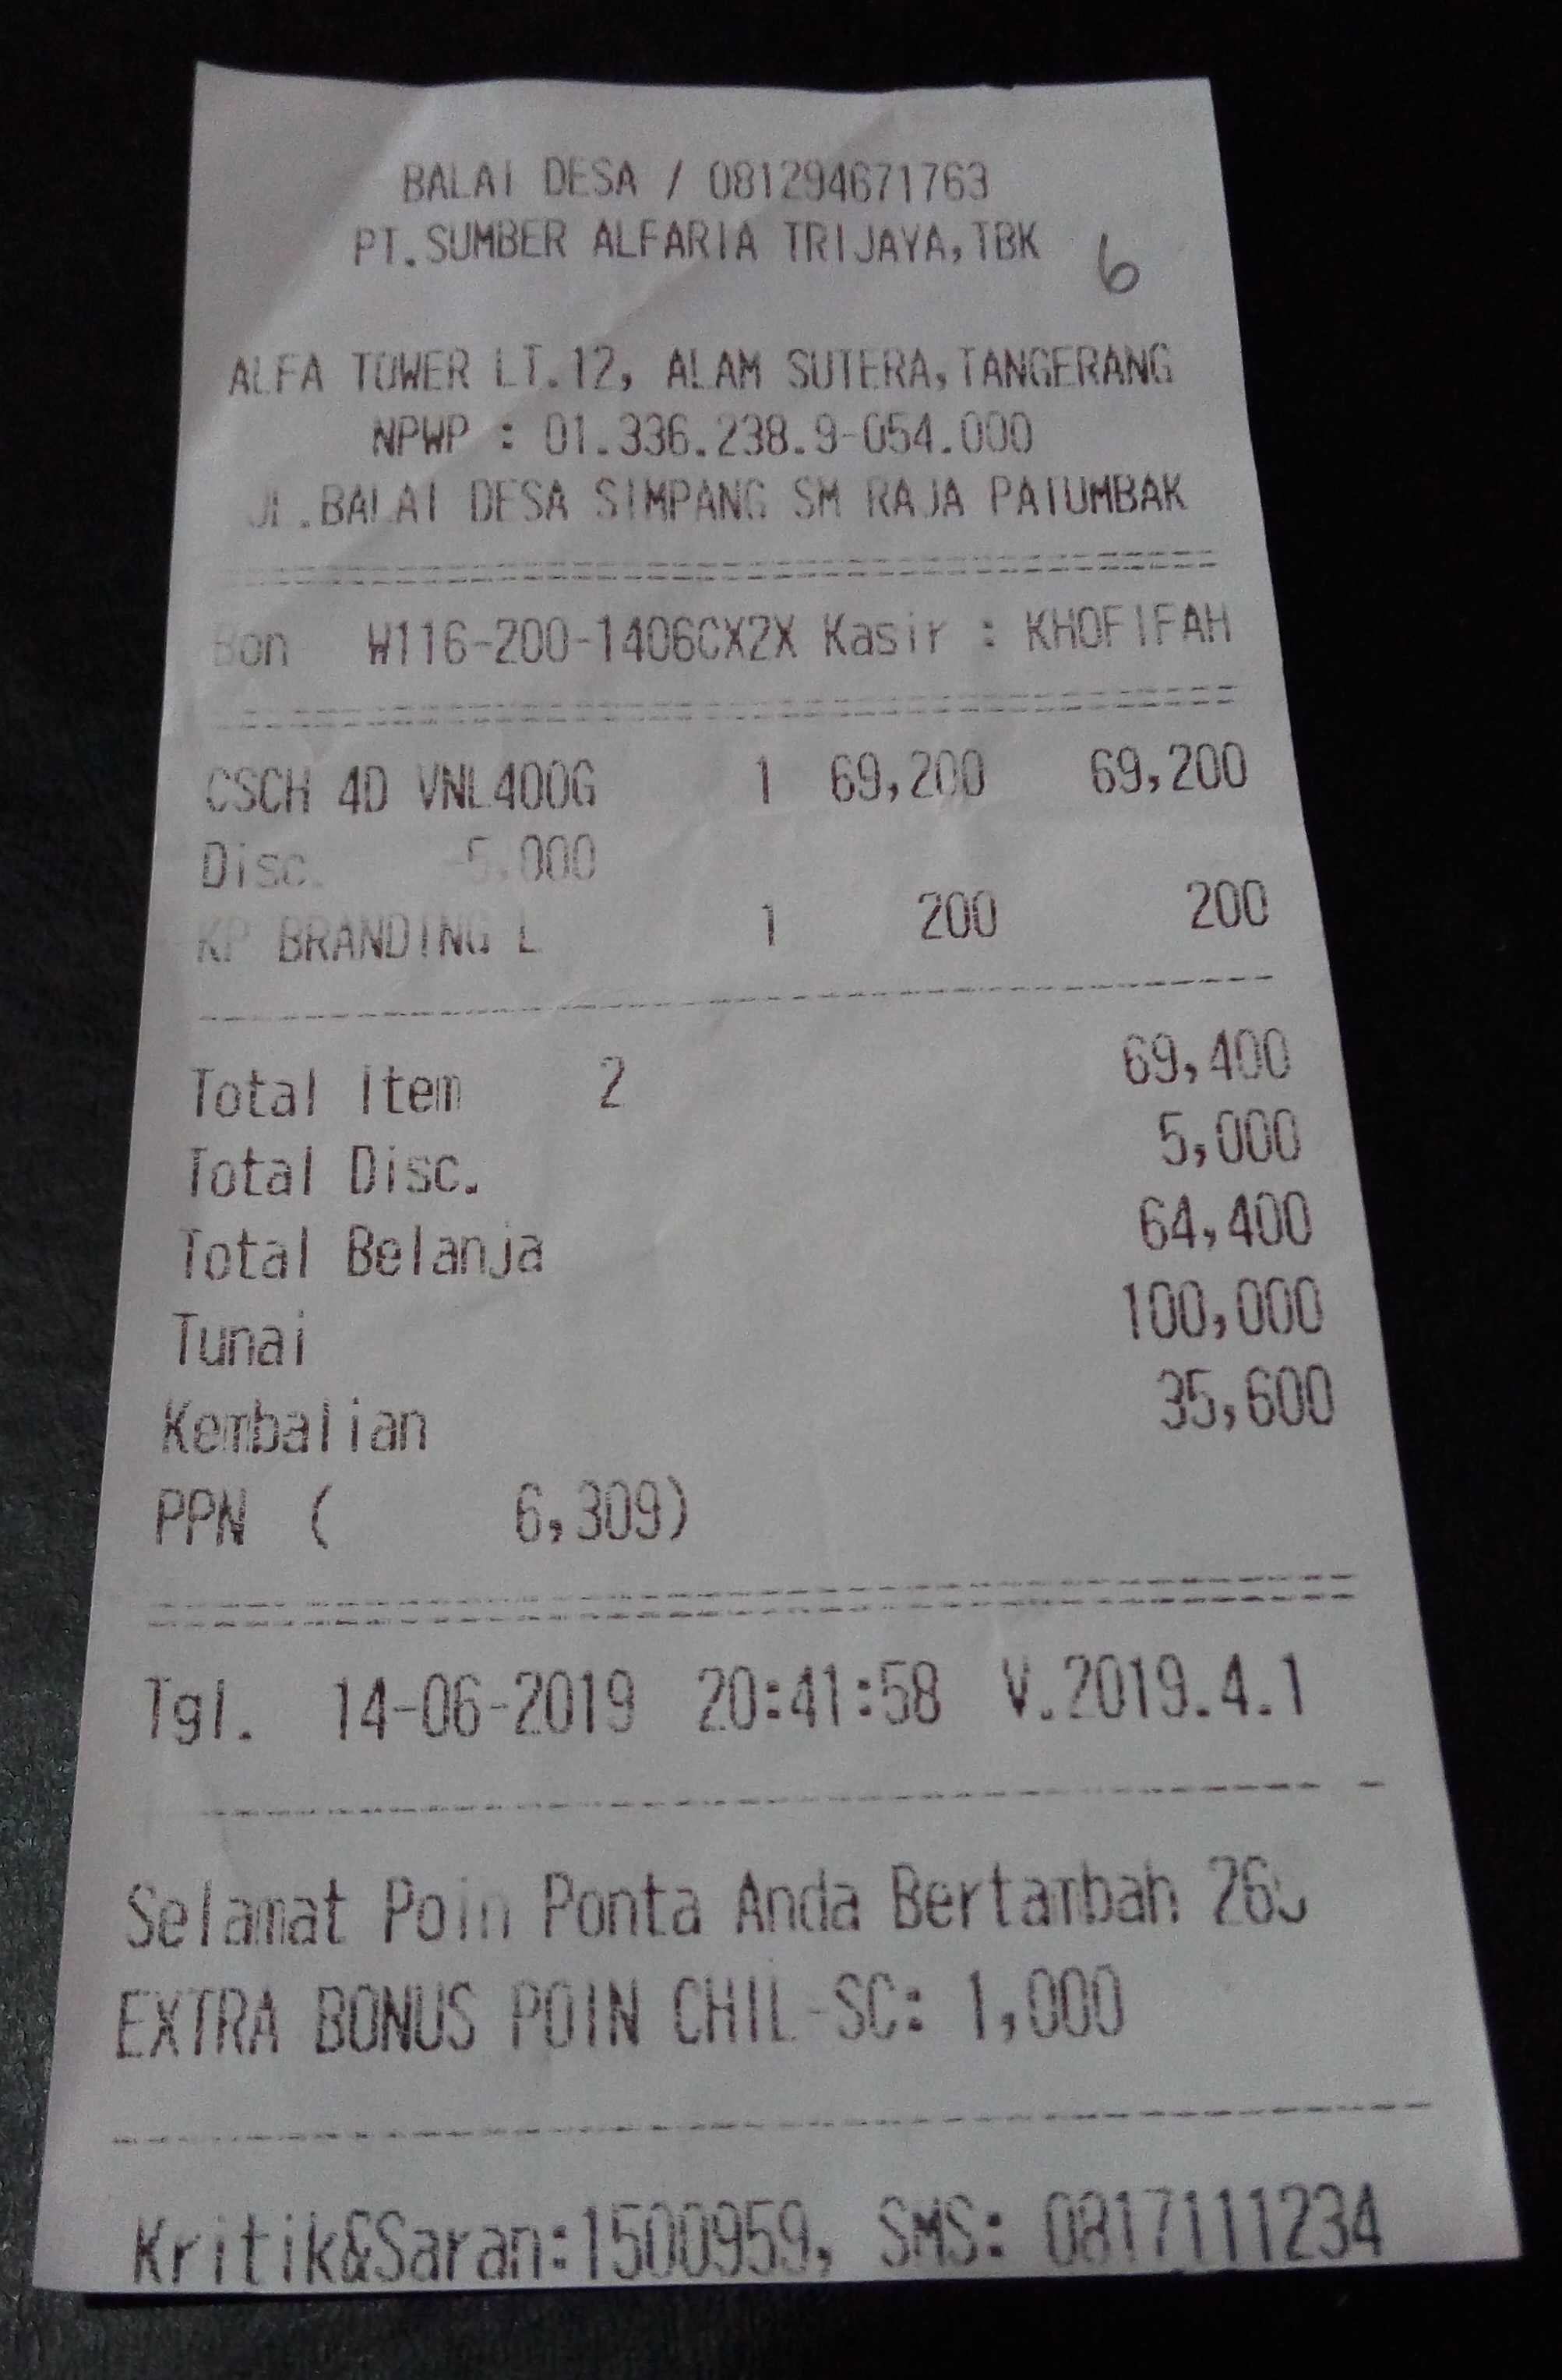 BALAI DESA / 081294671763
PT.SUMBER ALFARIA TRIJAYA,TBK
6
ALFA TOWER LT.12, ALAM SUTERA,TANGERANG
NPWP : 01.336.238.9-054.000
JL.BALAI DESA SIMPANG SM RAJA PATUMBAK
Bon W116-200-1406CX2X Kasir : KHOFIFAH
CSCH 4D VNL400G 1 69,200 69,200
Disc. -5,000
KP BRANDING L 1 200 200
Total Item 2 69,400
Total Disc. 5,000
Total Belanja 64,400
Tunai 100,000
Kembalian 35,600
PPN ( 6,309)
Tgl. 14-06-2019 20:41:58 V.2019.4.1
Selamat Poin Ponta Anda Bertambah
EXTRA BONUS POIN CHIL-SC: 1,000
Kritik&Saran:1500959, SMS: 0817111234